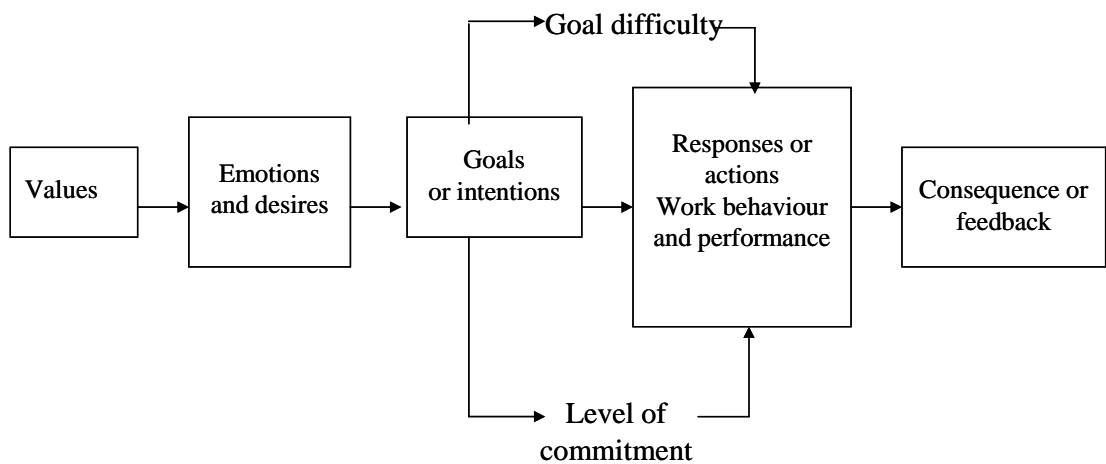 Goal difficulty
Values
Emotions
and desires
Goals
or intentions
Responses or
actions
Work behaviour
and performance
Consequence or
feedback
Level of
commitment